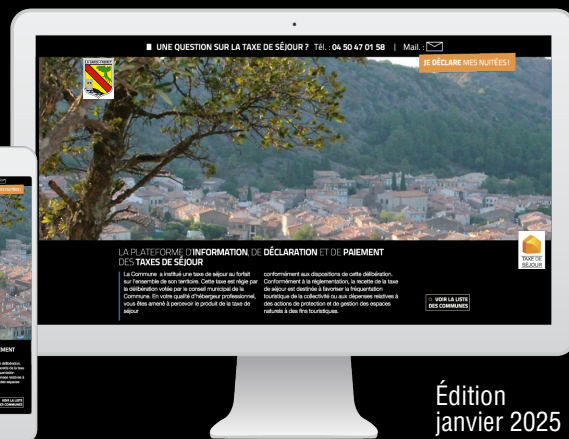 UNE QUESTION SUR LA TAXE DE SÉJOUR ? Tél. : 04 50 47 01 58 | Mail. :
JE DÉCLARE MES NUITÉES !
LA PLATEFORME D'INFORMATION, DE DÉCLARATION ET DE PAIEMENT
DES TAXES DE SÉJOUR
La Commune a institué une taxe de séjour au forfait
sur l'ensemble de son territoire. Cette taxe est régie par
la délibération votée par le conseil municipal de la
Commune. En votre qualité d'hébergeur professionnel,
vous êtes amené à percevoir le produit de la taxe de
séjour
conformément aux dispositions de cette délibération.
Conformément à la réglementation, la recette de la taxe
de séjour est destinée à favoriser la fréquentation
touristique de la collectivité ou aux dépenses relatives à
des actions de protection et de gestion des espaces
naturels à des fins touristiques.
TAXE DE
SÉJOUR
VOIR LA LISTE
DES COMMUNES
EMENT
VOIR LA LISTE
DES COMMUNES
Édition
janvier 2025